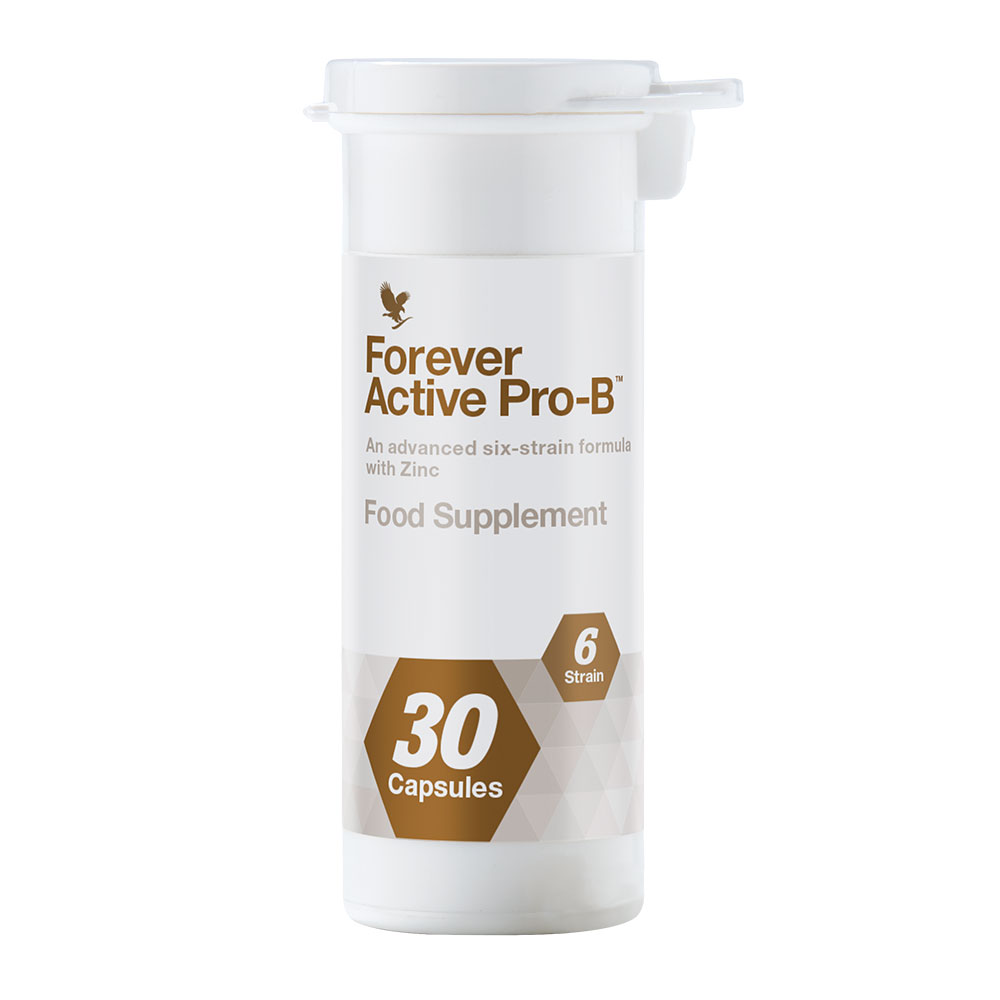 Forever
Active Pro-B™
An advanced six-strain formula
with Zinc
Food Supplement
6
Strain
30
Capsules